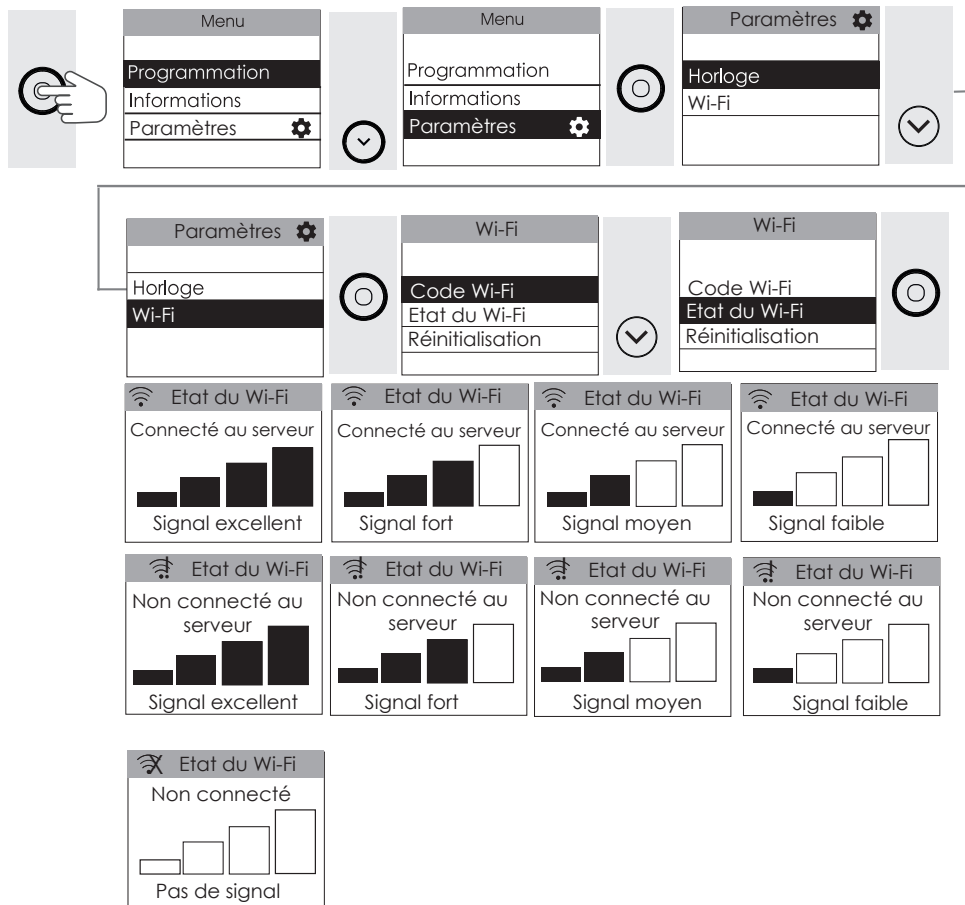 Menu
Programmation
Informations
Paramètres
Menu
Programmation
Informations
Paramètres
Paramètres
Horloge
Wi-Fi
Paramètres
Horloge
Wi-Fi
Wi-Fi
Code Wi-Fi
Etat du Wi-Fi
Réinitialisation
Wi-Fi
Code Wi-Fi
Etat du Wi-Fi
Réinitialisation
Etat du Wi-Fi
Connecté au serveur
Signal excellent
Etat du Wi-Fi
Connecté au serveur
Signal fort
Etat du Wi-Fi
Connecté au serveur
Signal moyen
Etat du Wi-Fi
Connecté au serveur
Signal faible
Etat du Wi-Fi
Non connecté au
serveur
Signal excellent
Etat du Wi-Fi
Non connecté au
serveur
Signal fort
Etat du Wi-Fi
Non connecté au
serveur
Signal moyen
Etat du Wi-Fi
Non connecté au
serveur
Signal faible
Etat du Wi-Fi
Non connecté
Pas de signal